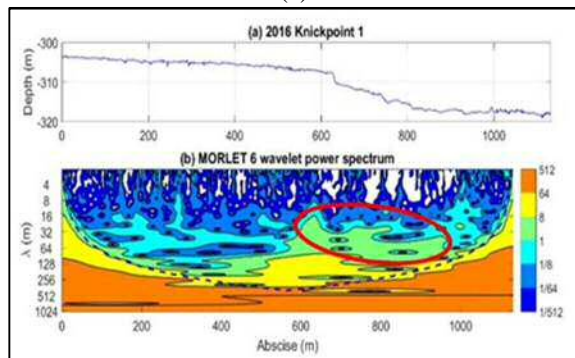 (a) 2016 Knickpoint 1
Depth (m)
-300
-310
-320
0 200 400 600 800 1000
(b) MORLET 6 wavelet power spectrum
λ (m)
4
8
16
32
64
128
256
512
1024
0 200 400 600 800 1000
Abscise (m)
512
64
8
1
1/8
1/64
1/512